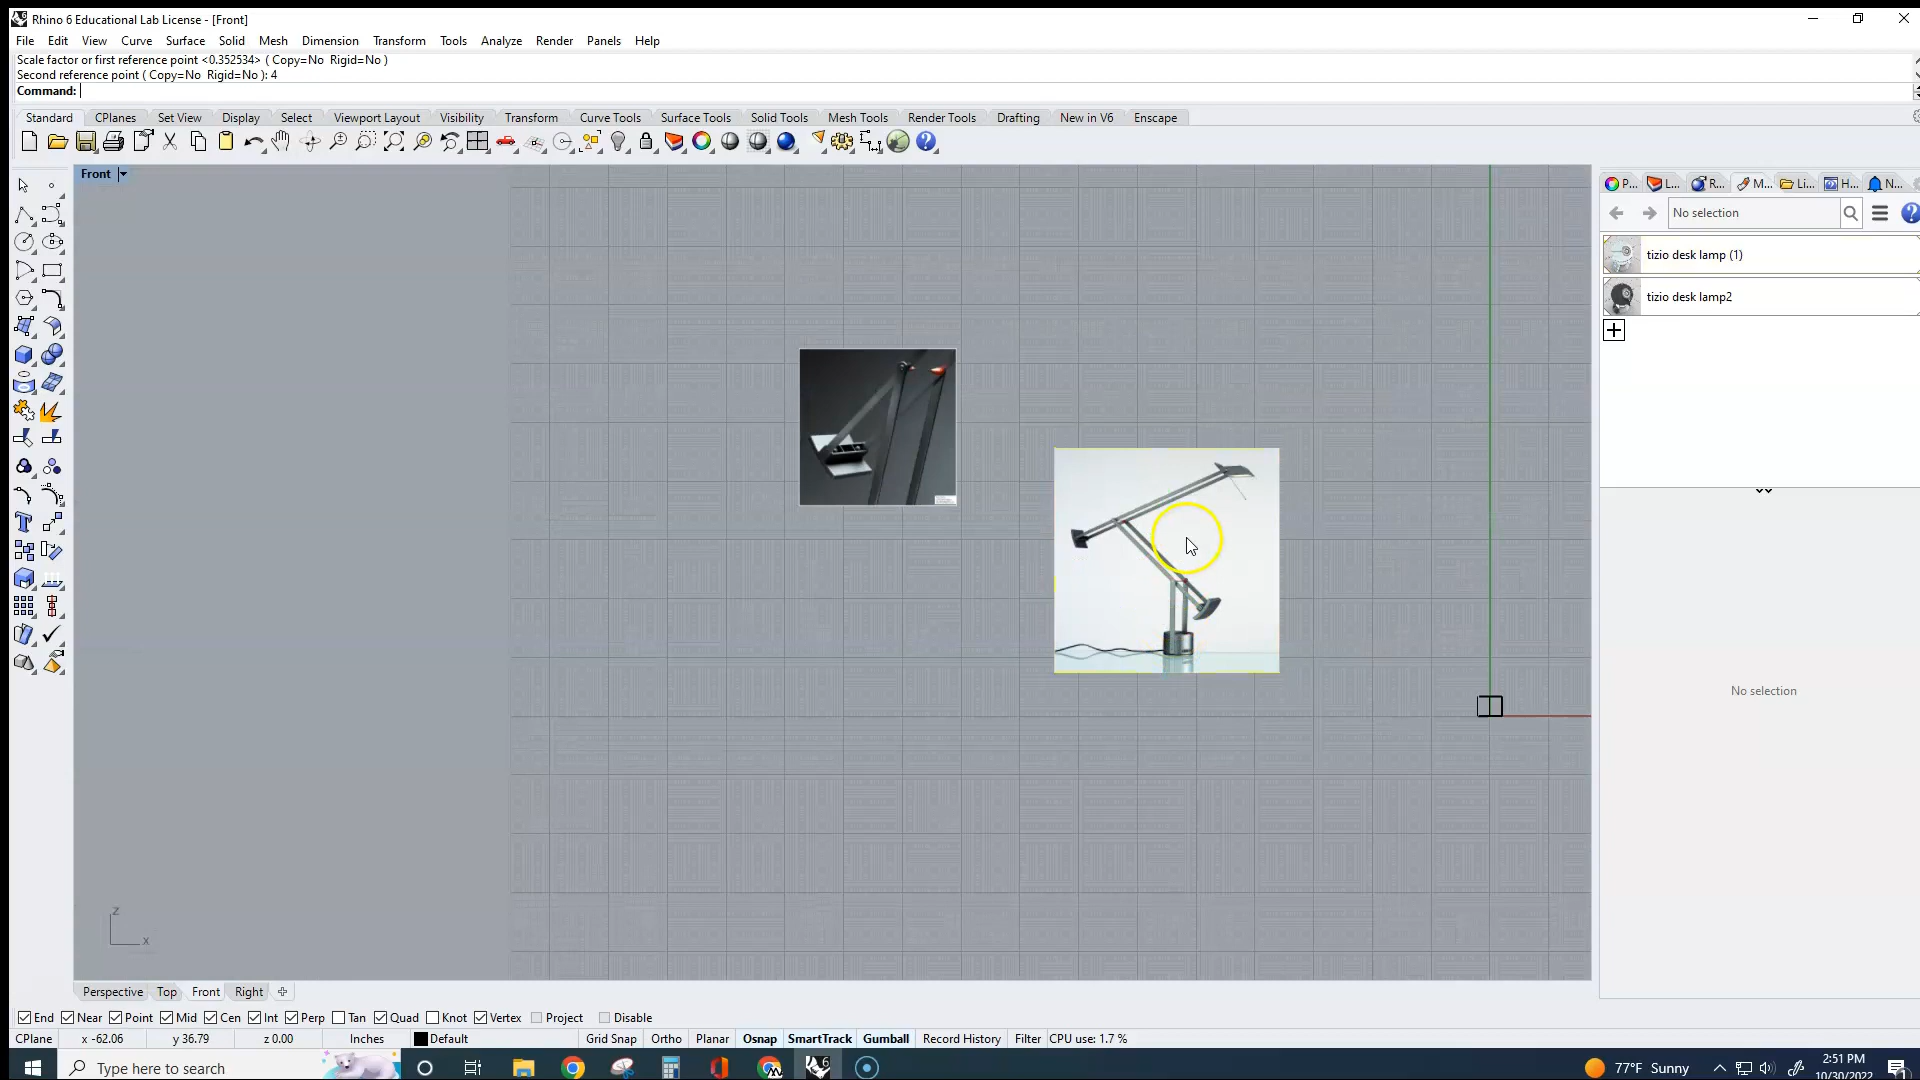 Rhino 6 Educational Lab License - [Front]
File Edit View Curve Surface Solid Mesh Dimension Transform Tools Analyze Render Panels Help
Scale factor or first reference point <0.352534> ( Copy=No Rigid=No )
Second reference point ( Copy=No Rigid=No ): 4
Command:
Standard CPlanes Set View Display Select Viewport Layout Visibility Transform Curve Tools Surface Tools Solid Tools Mesh Tools Render Tools Drafting New in V6 Enscape
Front
P... L... R... M... Li... H... N...
No selection
tizio desk lamp (1)
tizio desk lamp2
No selection
z
x
Perspective Top Front Right
End Near Point Mid Cen Int Perp Tan Quad Knot Vertex Project Disable
CPlane x -62.06 y 36.79 z 0.00 Inches Default Grid Snap Ortho Planar Osnap SmartTrack Gumball Record History Filter CPU use: 1.7 %
Type here to search
77°F Sunny
2:51 PM
10/30/2022